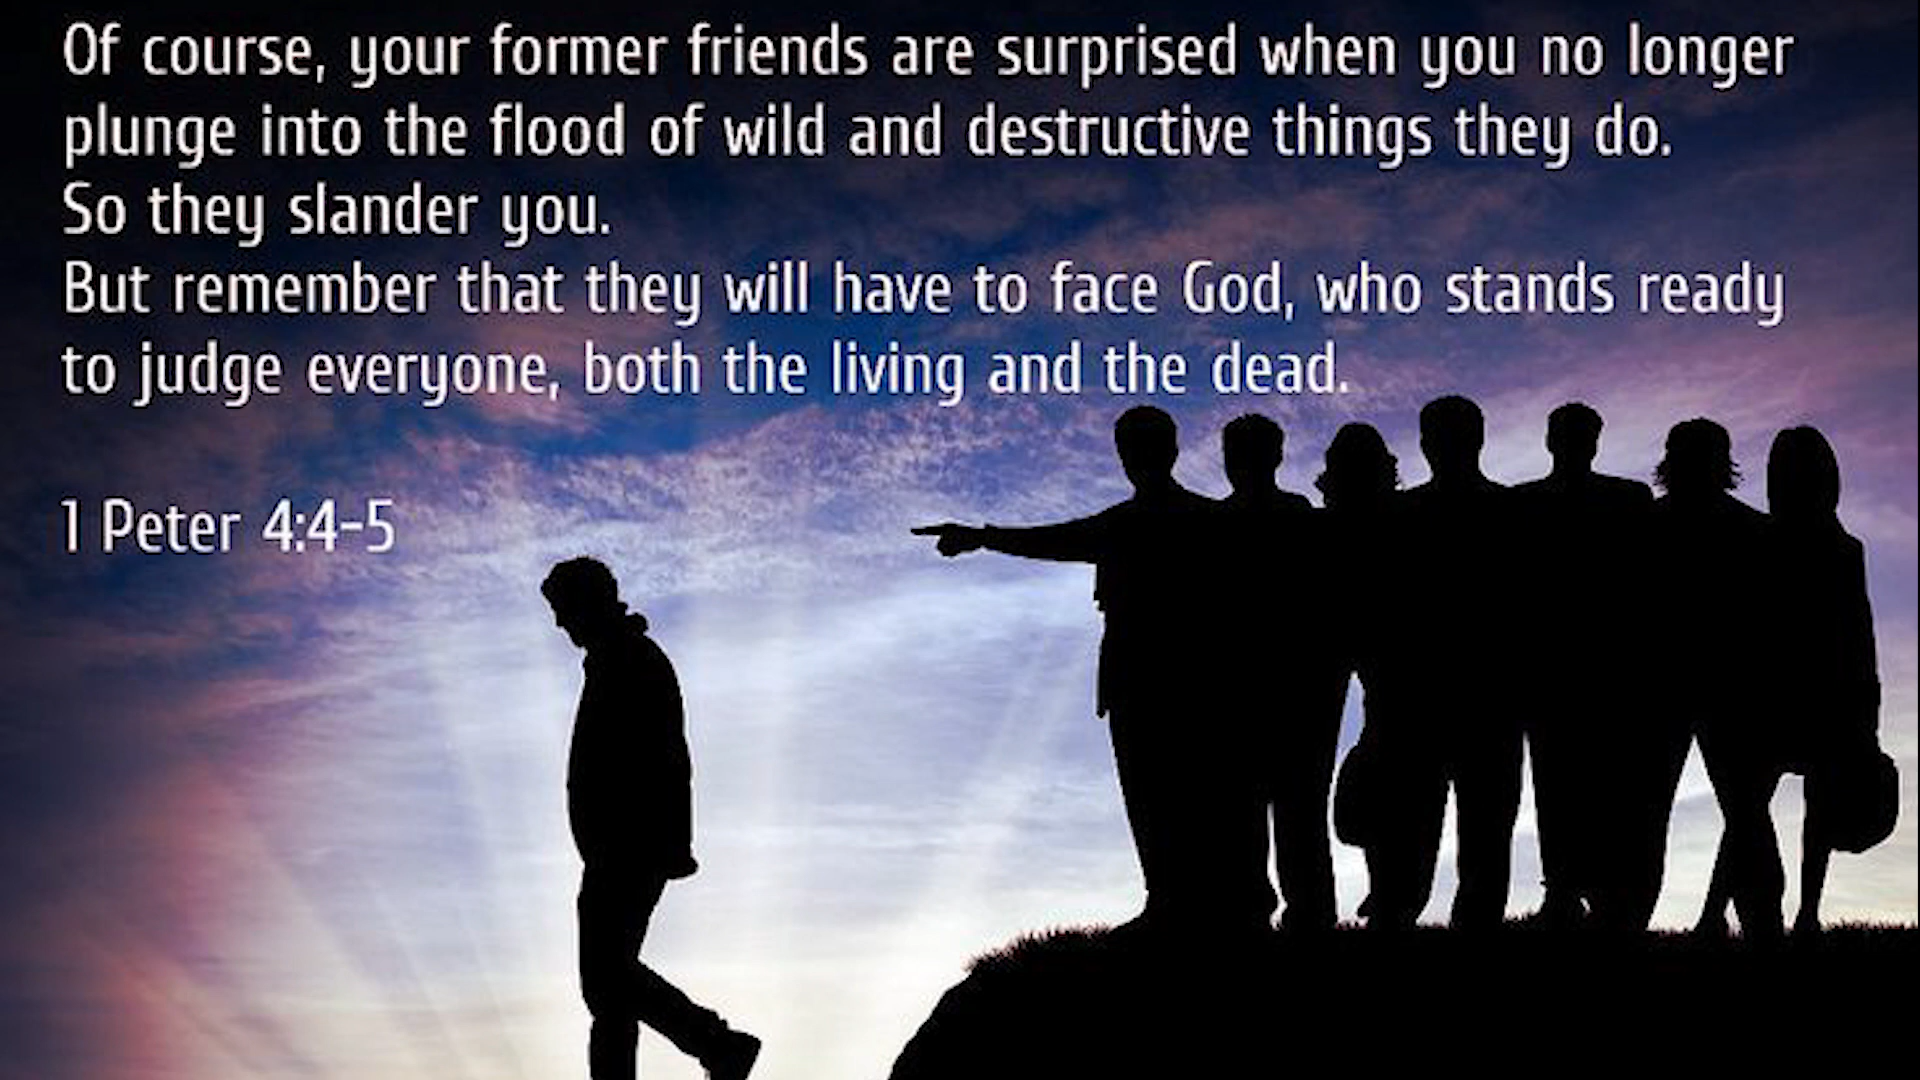 Of course, your former friends are surprised when you no longer
plunge into the flood of wild and destructive things they do.
So they slander you.
But remember that they will have to face God, who stands ready
to judge everyone, both the living and the dead.
1 Peter 4:4-5